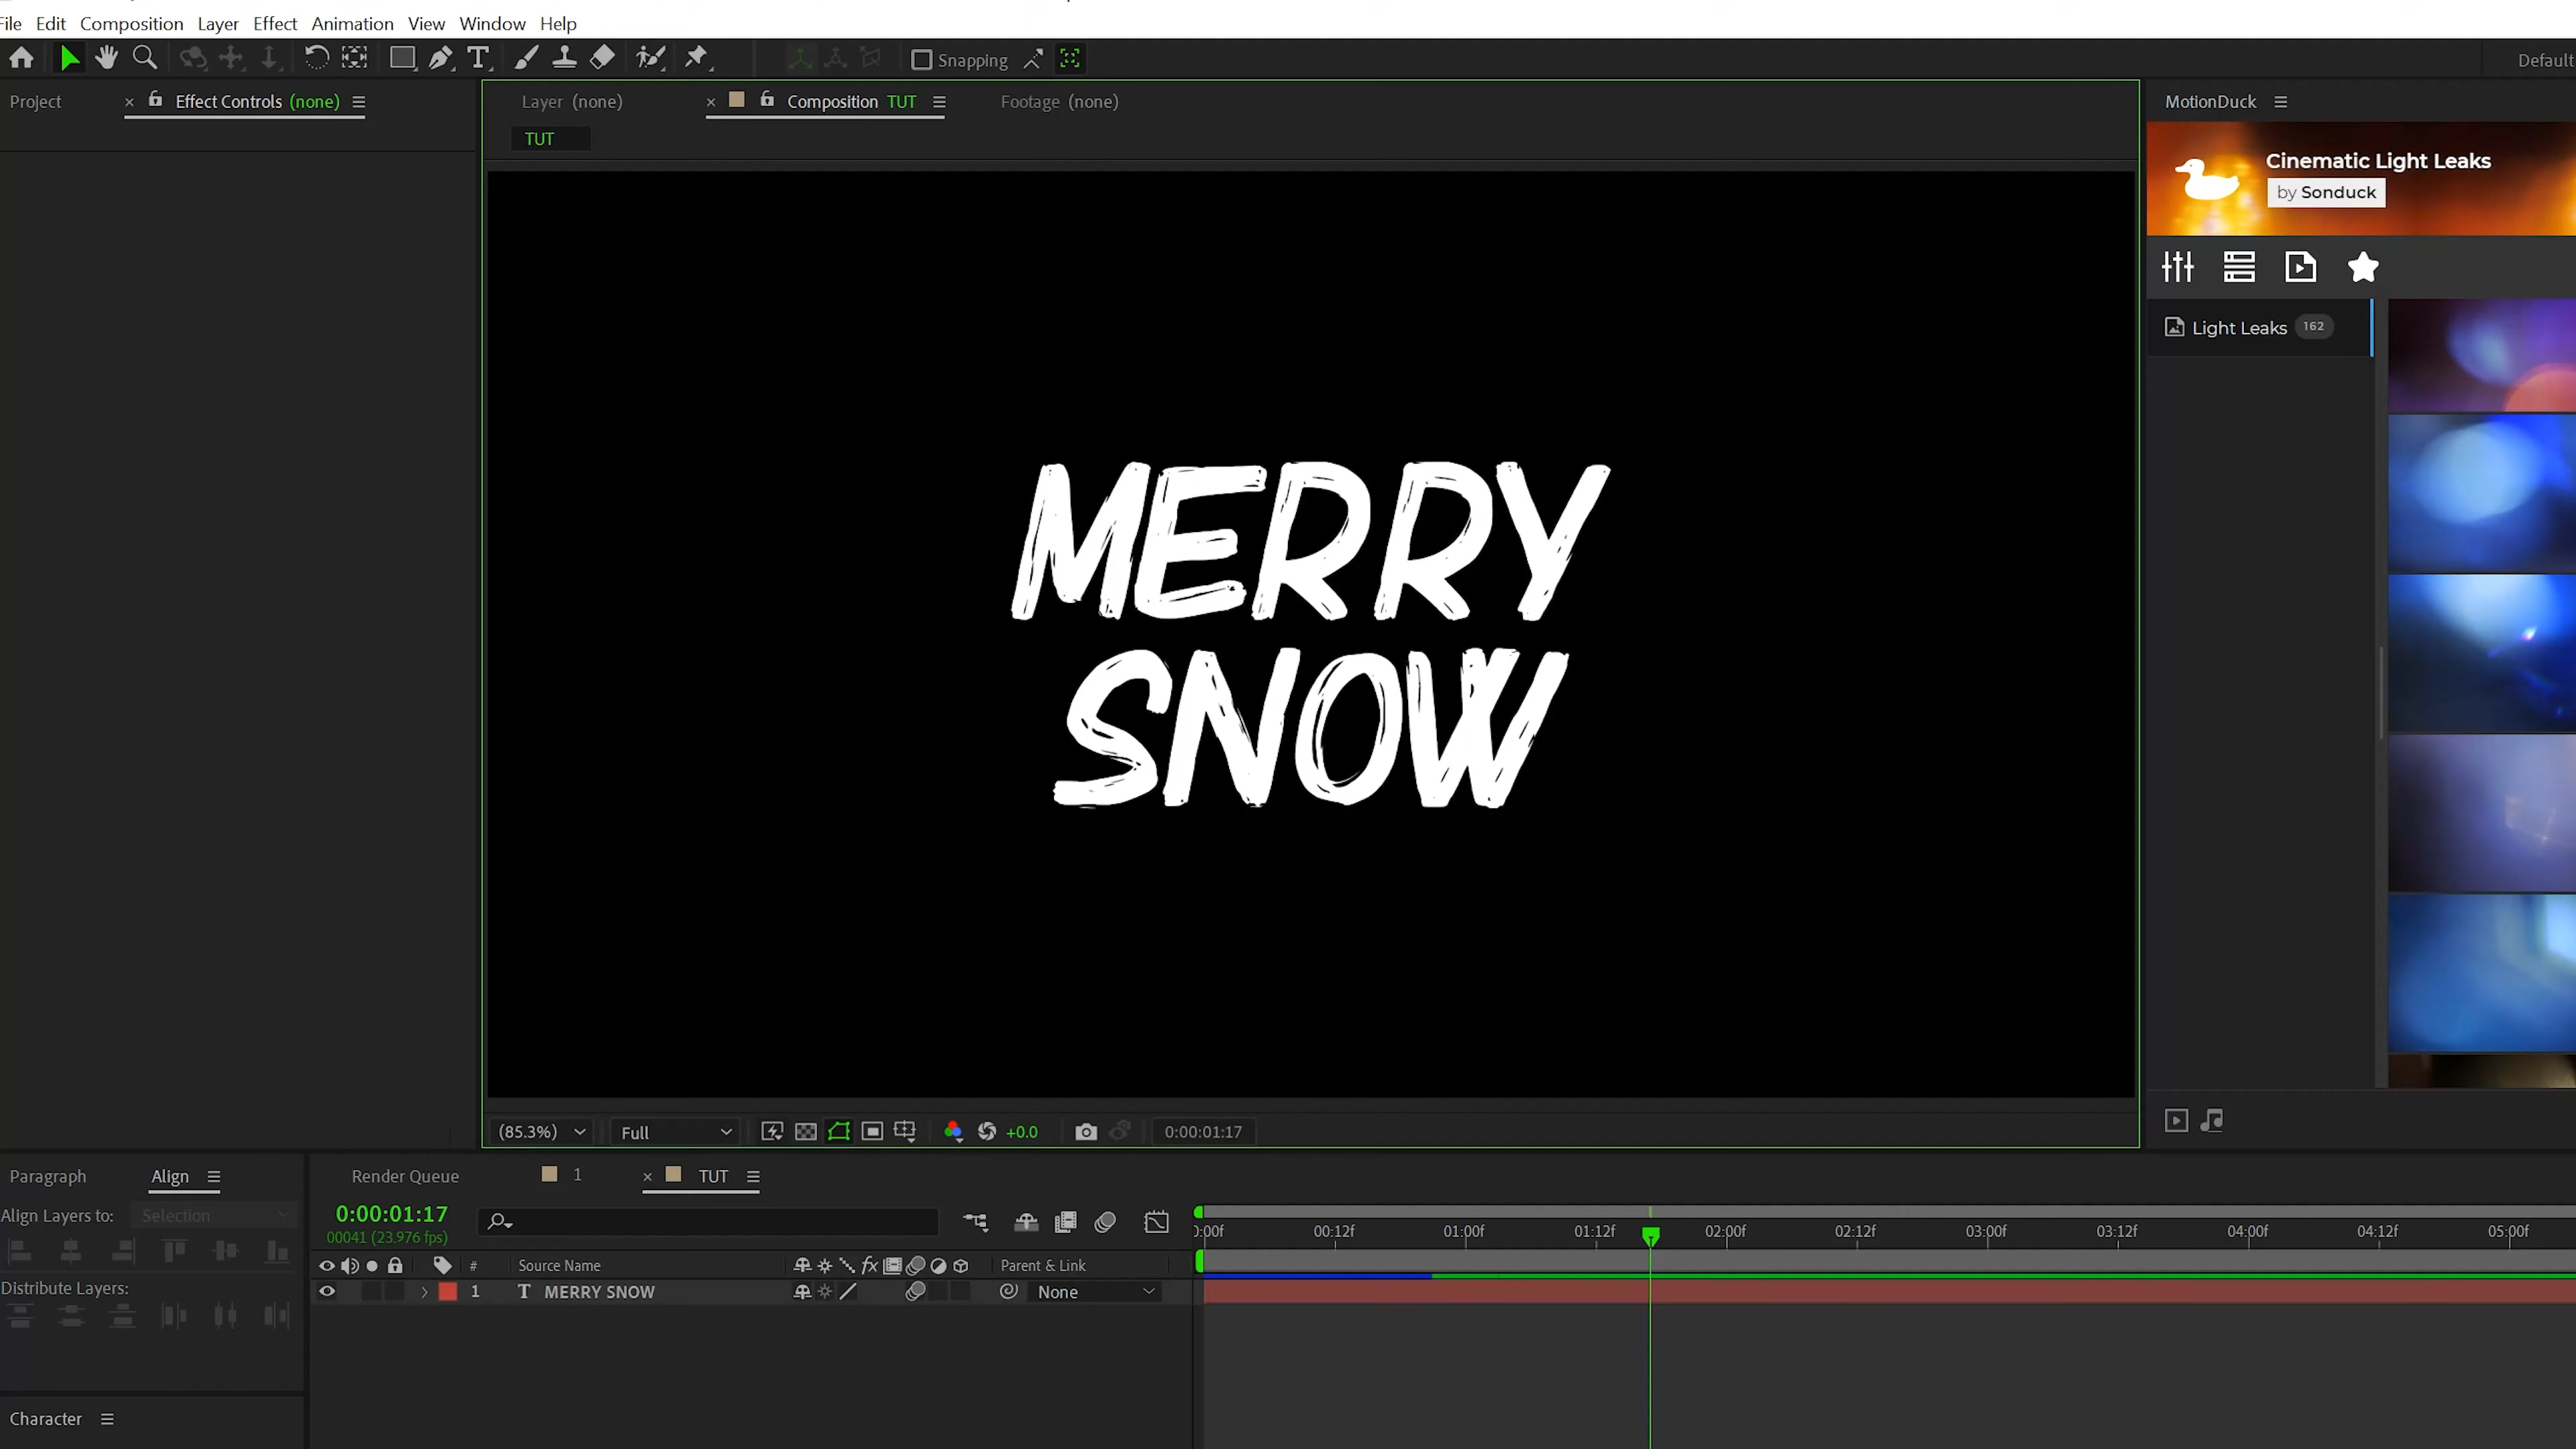 File Edit Composition Layer Effect Animation View Window Help
Snapping
Default
Project
Effect Controls (none)
Layer (none)
Composition TUT
Footage (none)
MotionDuck
TUT
Cinematic Light Leaks
by Sonduck
Light Leaks 162
MERRY
SNOW
(85.3%)
Full
+0.0
0:00:01:17
Paragraph
Align
Render Queue
1
TUT
Align Layers to:
Selection
0:00:01:17
00041 (23.976 fps)
0:00f 00:12f 01:00f 01:12f 02:00f 02:12f 03:00f 03:12f 04:00f 04:12f 05:00f
# Source Name
fx
Parent & Link
Distribute Layers:
1 T MERRY SNOW
None
Character